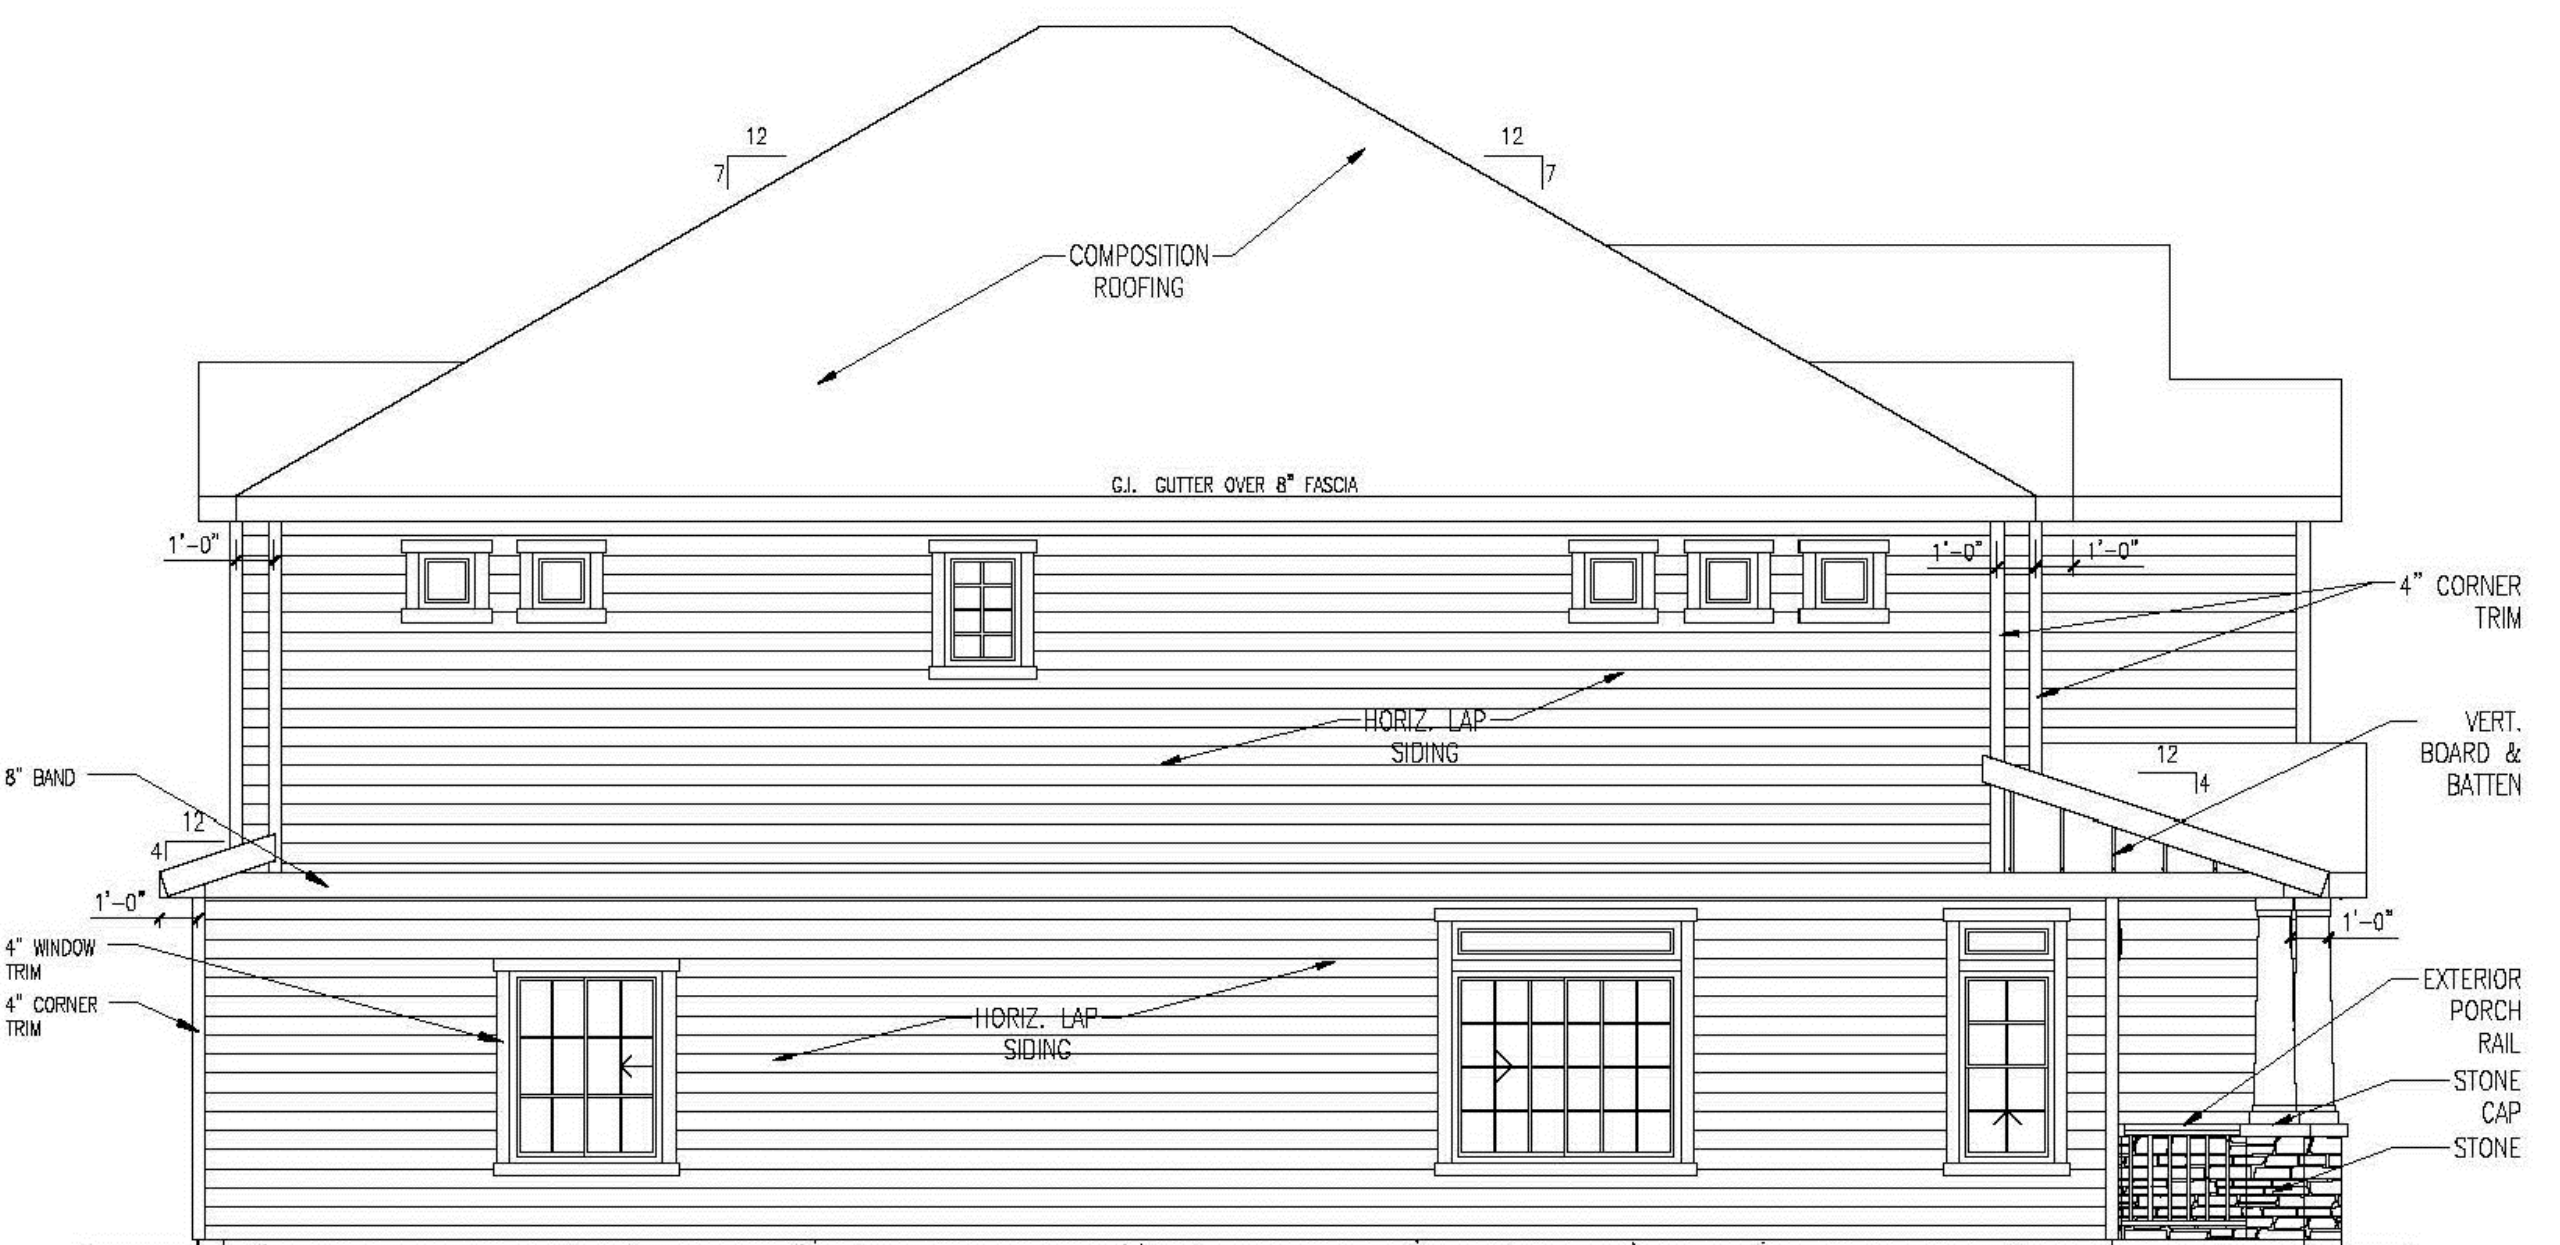 12
7
12
7
COMPOSITION
ROOFING
G.I. GUTTER OVER 8" FASCIA
1'-0"
1'-0"
1'-0"
4" CORNER
TRIM
HORIZ. LAP
SIDING
VERT.
BOARD &
BATTEN
12
4
8" BAND
12
4
1'-0"
1'-0"
4" WINDOW
TRIM
4" CORNER
TRIM
HORIZ. LAP
SIDING
EXTERIOR
PORCH
RAIL
STONE
CAP
STONE